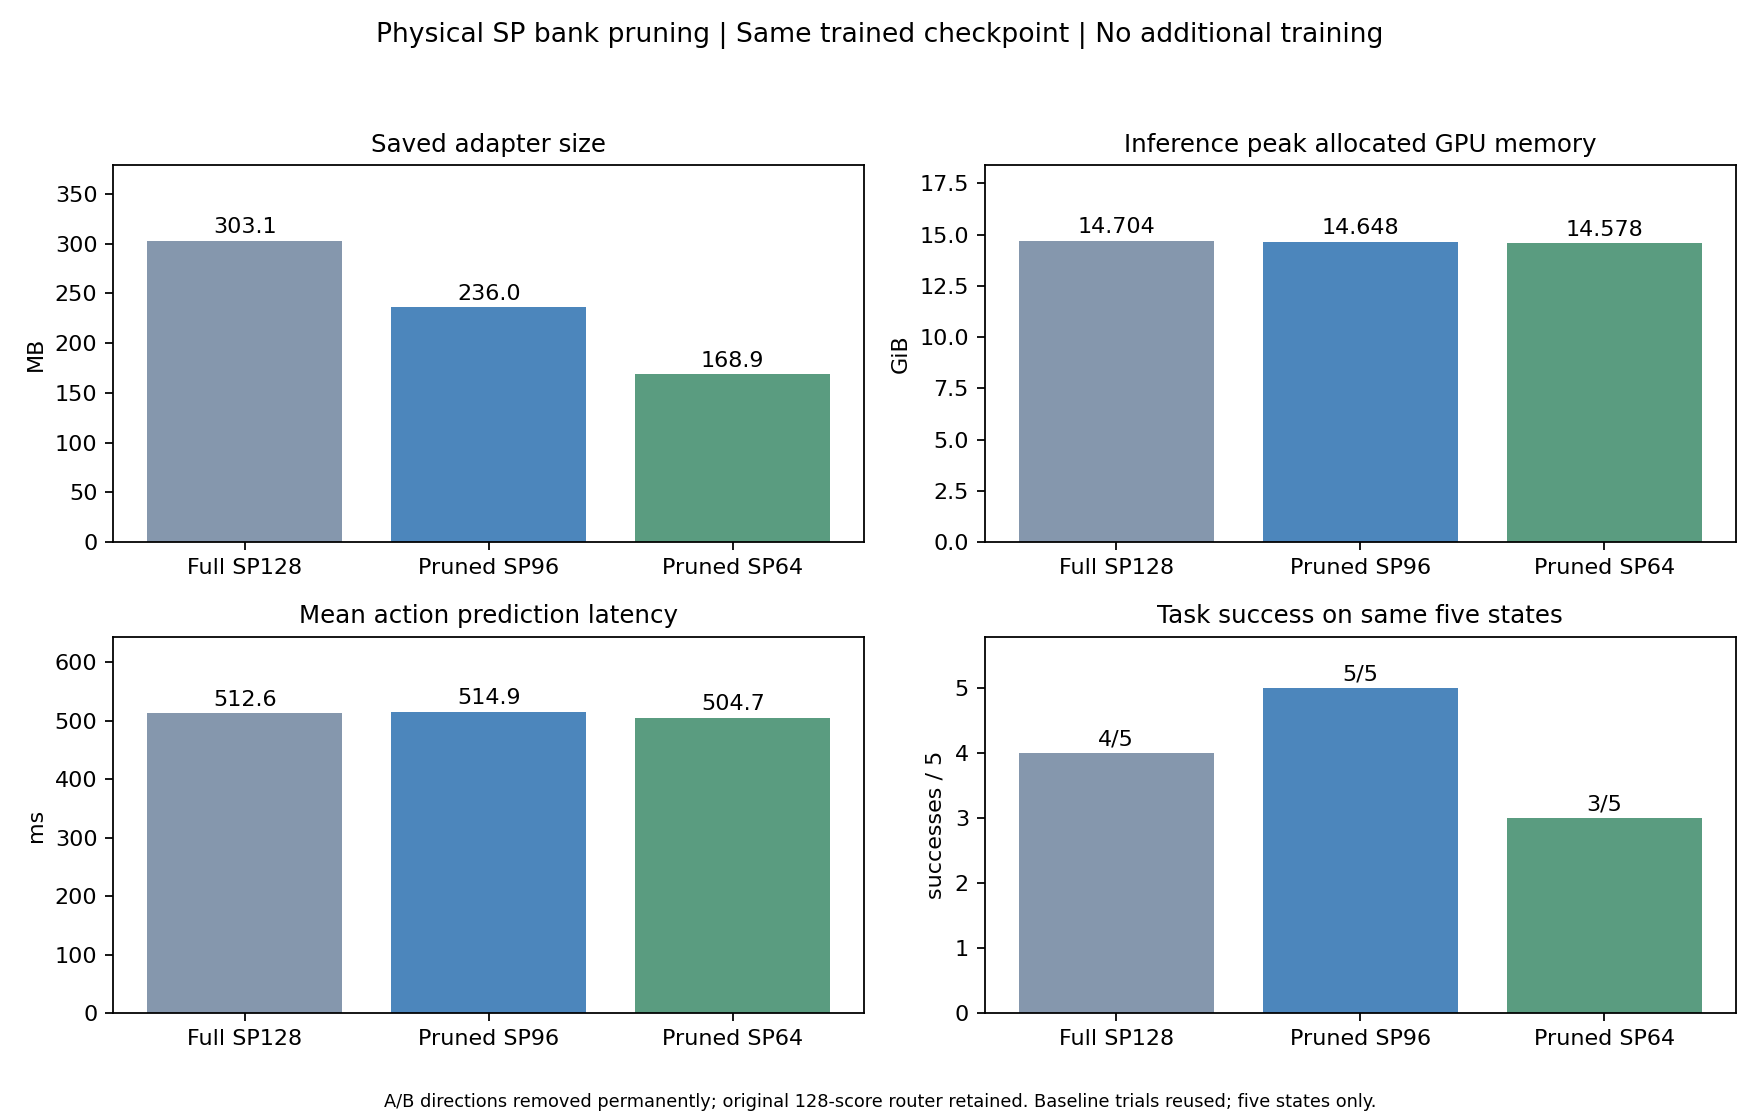 Physical SP bank pruning | Same trained checkpoint | No additional training
Saved adapter size
MB
350
300
250
200
150
100
50
0
303.1
236.0
168.9
Full SP128
Pruned SP96
Pruned SP64
Inference peak allocated GPU memory
GiB
17.5
15.0
12.5
10.0
7.5
5.0
2.5
0.0
14.704
14.648
14.578
Full SP128
Pruned SP96
Pruned SP64
Mean action prediction latency
ms
600
500
400
300
200
100
0
512.6
514.9
504.7
Full SP128
Pruned SP96
Pruned SP64
Task success on same five states
successes / 5
5
4
3
2
1
0
4/5
5/5
3/5
Full SP128
Pruned SP96
Pruned SP64
A/B directions removed permanently; original 128-score router retained. Baseline trials reused; five states only.